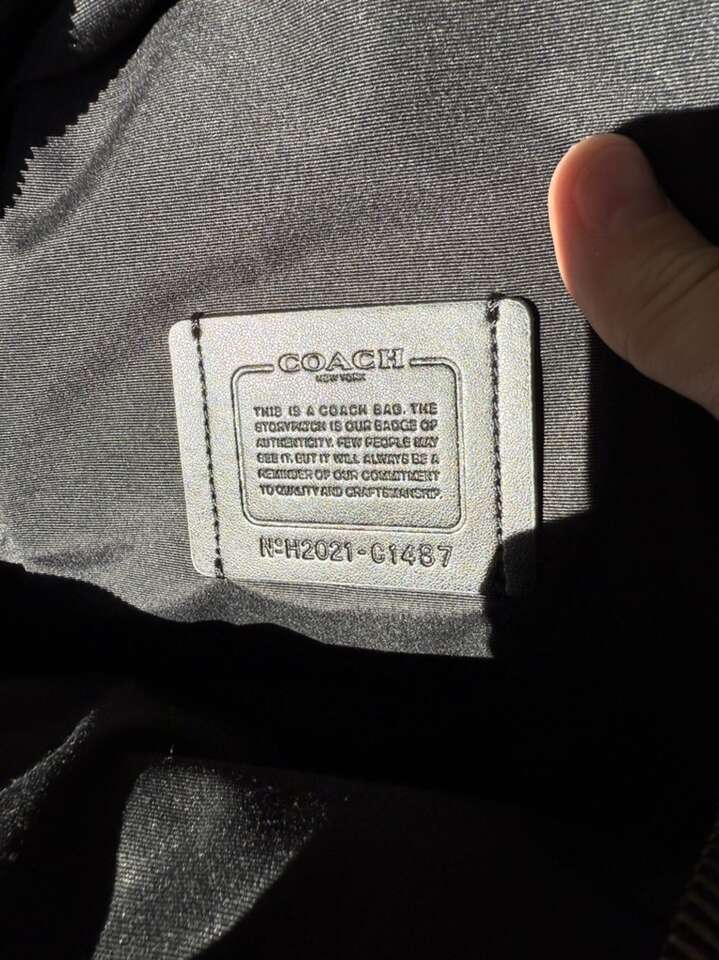 COACH
NEW YORK
THIS IS A COACH BAG. THE
STORYPATCH IS OUR BADGE OF
AUTHENTICITY. FEW PEOPLE MAY
SEE IT. BUT IT WILL ALWAYS BE A
REMINDER OF OUR COMMITMENT
TO QUALITY AND CRAFTSMANSHIP.
NºH2021-G1487